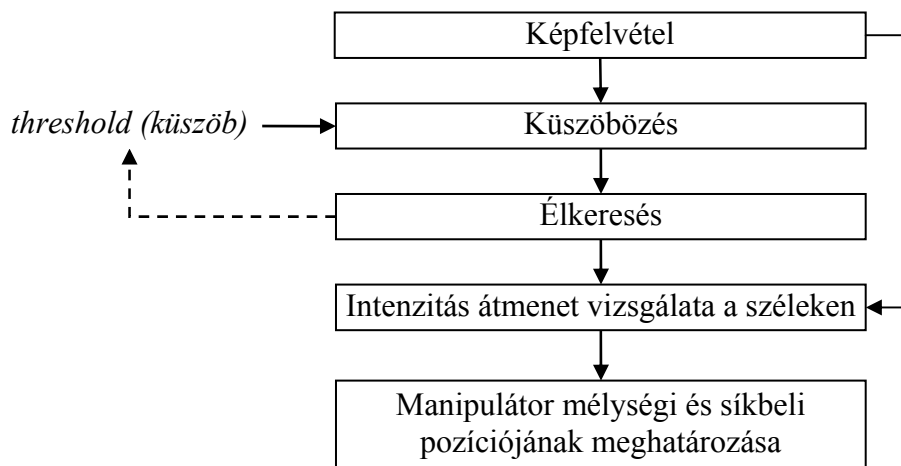 Képfelvétel
threshold (küszöb)
Küszöbözés
Élkeresés
Intenzitás átmenet vizsgálata a széleken
Manipulátor mélységi és síkbeli
pozíciójának meghatározása